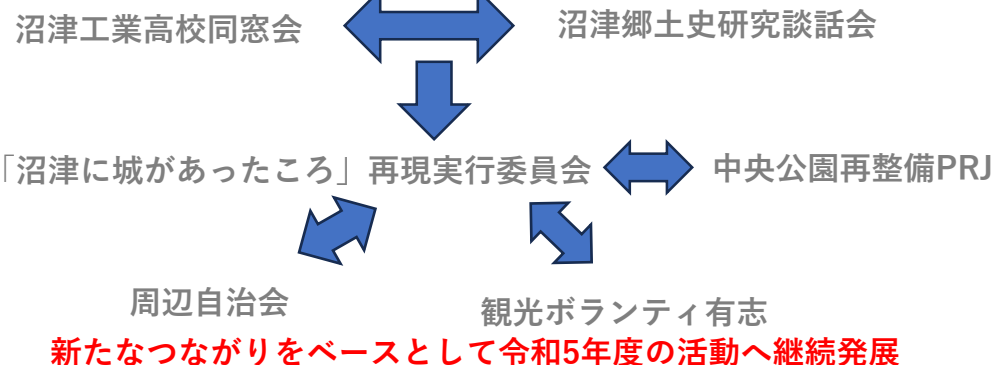 沼津工業高校同窓会
沼津郷土史研究談話会
「沼津に城があったころ」再現実行委員会
中央公園再整備PRJ
周辺自治会
観光ボランティ有志
新たなつながりをベースとして令和5年度の活動へ継続発展